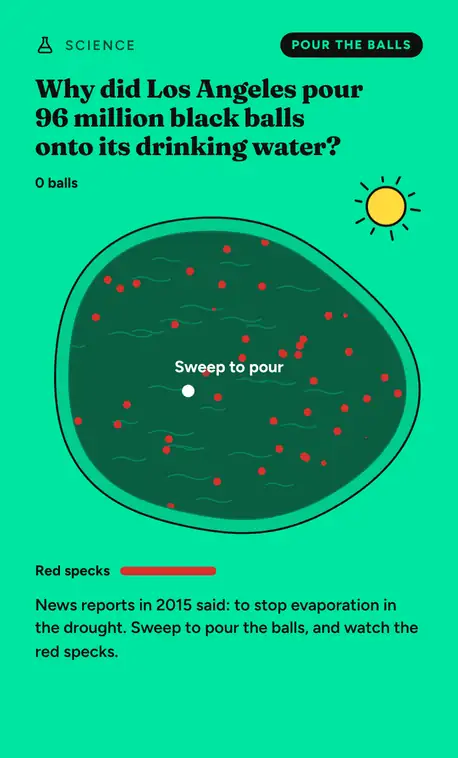 SCIENCE
POUR THE BALLS
Why did Los Angeles pour
96 million black balls
onto its drinking water?
0 balls
Sweep to pour
Red specks
News reports in 2015 said: to stop evaporation in
the drought. Sweep to pour the balls, and watch the
red specks.